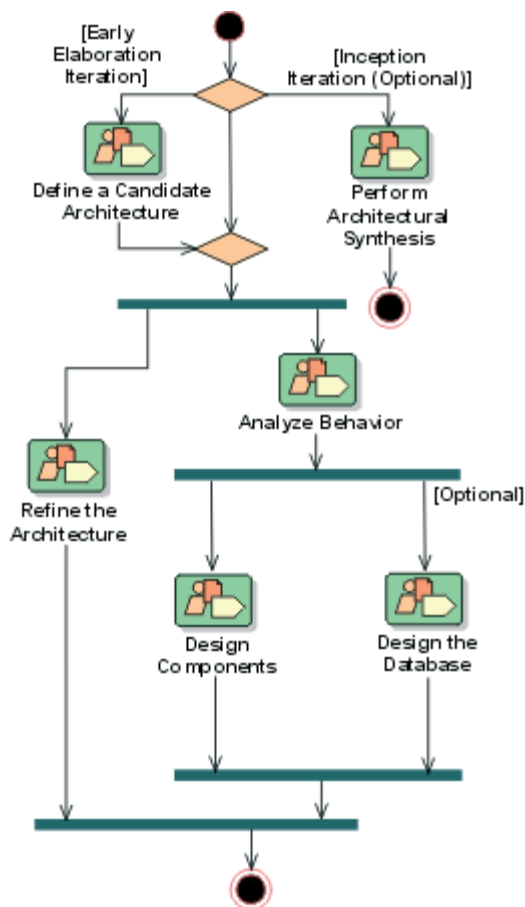 [Early
Elaboration
Iteration]
[Inception
Iteration (Optional)]
Define a Candidate
Architecture
Perform
Architectural
Synthesis
Analyze Behavior
Refine the
Architecture
[Optional]
Design
Components
Design the
Database